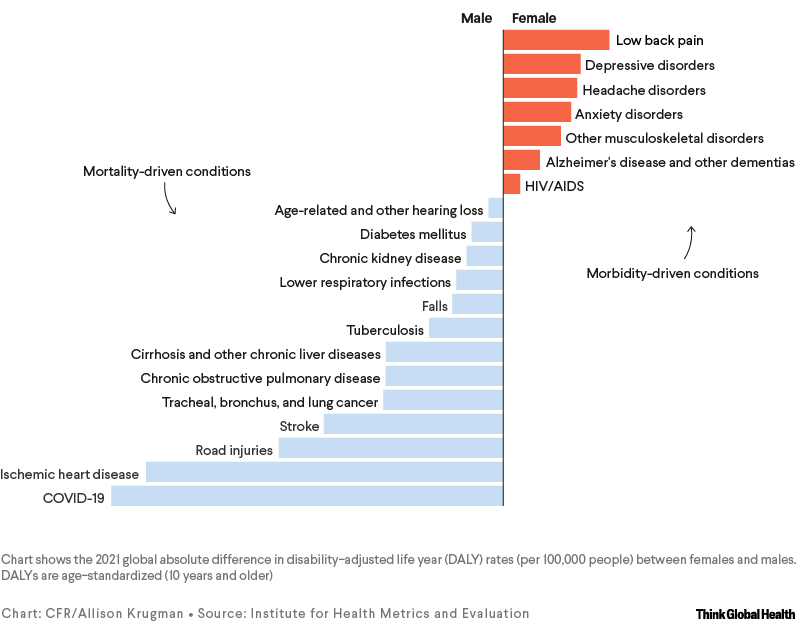 Male Female
Low back pain
Depressive disorders
Headache disorders
Anxiety disorders
Other musculoskeletal disorders
Alzheimer's disease and other dementias
Mortality-driven conditions
HIV/AIDS
Age-related and other hearing loss
Diabetes mellitus
Chronic kidney disease
Morbidity-driven conditions
Lower respiratory infections
Falls
Tuberculosis
Cirrhosis and other chronic liver diseases
Chronic obstructive pulmonary disease
Tracheal, bronchus, and lung cancer
Stroke
Road injuries
Ischemic heart disease
COVID-19
Chart shows the 2021 global absolute difference in disability-adjusted life year (DALY) rates (per 100,000 people) between females and males.
DALYs are age-standardized (10 years and older)
Chart: CFR/Allison Krugman • Source: Institute for Health Metrics and Evaluation
Think Global Health